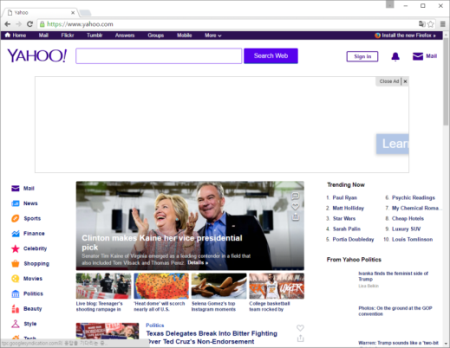 Yahoo
https://www.yahoo.com
Home Mail Flickr Tumblr Answers Groups Mobile More
Install the new Firefox »
YAHOO!
Search Web
Sign in
Mail
Close Ad
Lear
Mail
News
Sports
Finance
Celebrity
Shopping
Movies
Politics
Beauty
Style
Tech
Clinton makes Kaine her vice presidential
pick
Senator Tim Kaine of Virginia emerged as a leading contender in a field that
also included Tom Vilsack and Thomas Perez. Details »
Live blog: Teenager's
shooting rampage in
'Heat dome' will scorch
nearly all of U.S.
Selena Gomez's top
Instagram moments
College basketball
team rocked by
Politics
Texas Delegates Break Into Bitter Fighting
Over Ted Cruz's Non-Endorsement
Trending Now
1. Paul Ryan
2. Matt Holliday
3. Star Wars
4. Sarah Palin
5. Portia Doubleday
6. Psychic Readings
7. My Chemical Roma...
8. Cheap Hotels
9. Luxury SUV
10. Louis Tomlinson
From Yahoo Politics
Ivanka finds the feminist side of
Trump
Photos: On the ground at the GOP
convention
Warren: Trump sounds like a 'two-bit